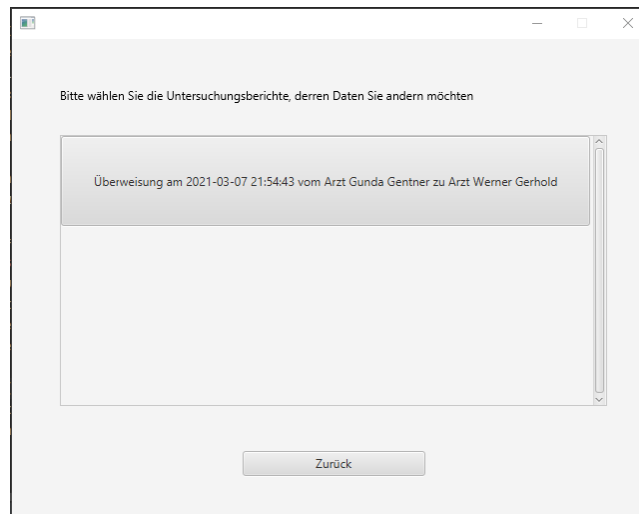 Bitte wählen Sie die Untersuchungsberichte, derren Daten Sie andern möchten
Überweisung am 2021-03-07 21:54:43 vom Arzt Gunda Gentner zu Arzt Werner Gerhold
Zurück